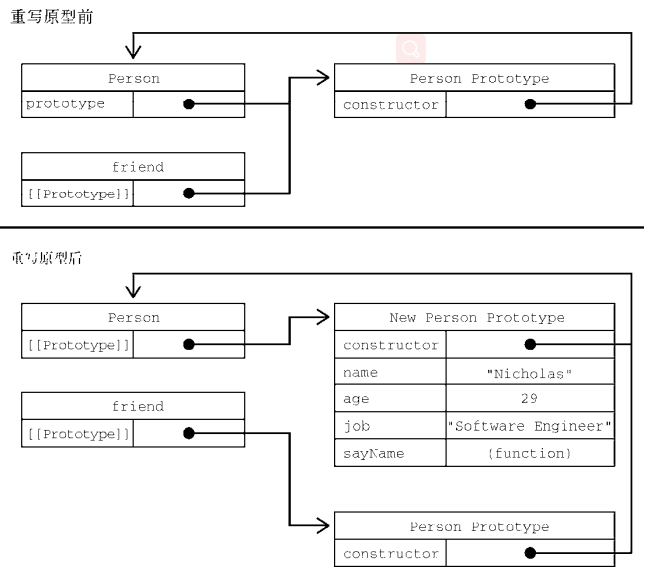 重写原型前
Person
prototype
Person Prototype
constructor
friend
[[Prototype]]
重写原型后
Person
[[Prototype]]
New Person Prototype
constructor
name "Nicholas"
age 29
job "Software Engineer"
sayName (function)
friend
[[Prototype]]
Person Prototype
constructor